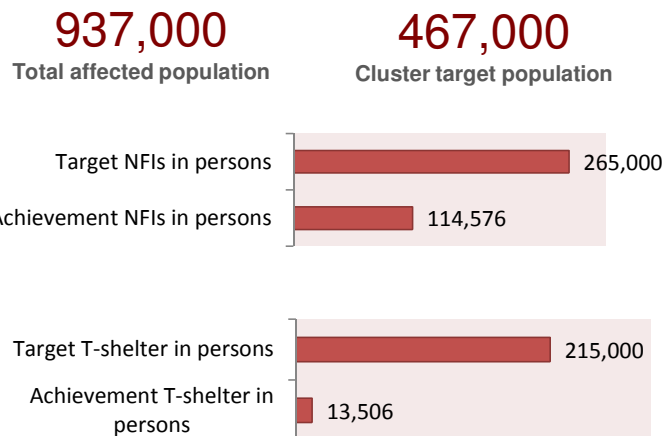 937,000
Total affected population
467,000
Cluster target population
Target NFIs in persons
265,000
Achievement NFIs in persons
114,576
Target T-shelter in persons
215,000
Achievement T-shelter in
persons
13,506